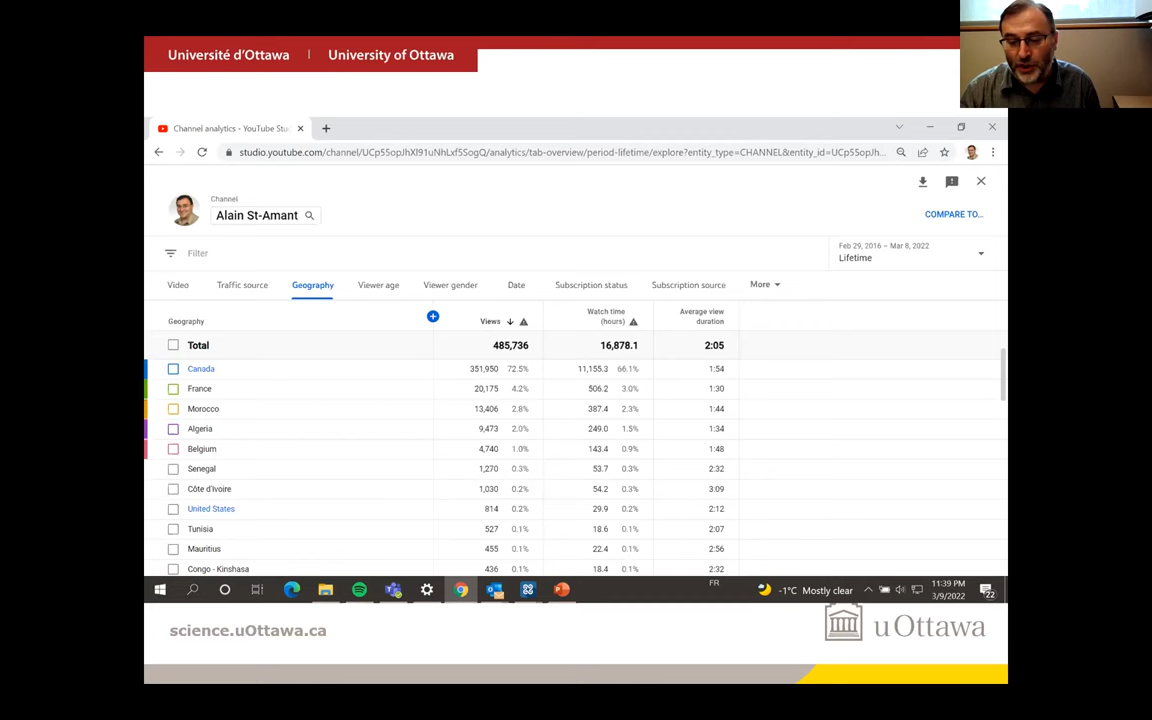 Université d'Ottawa | University of Ottawa
Channel analytics - YouTube Stu
studio.youtube.com/channel/UCp55opJhXl91uNhLxf5SogQ/analytics/tab-overview/period-lifetime/explore?entity_type=CHANNEL&entity_id=UCp55opJh...
Channel
Alain St-Amant
COMPARE TO...
Filter
Feb 29, 2016 – Mar 8, 2022
Lifetime
Video Traffic source Geography Viewer age Viewer gender Date Subscription status Subscription source More
Geography Views Watch time (hours) Average view duration
Total 485,736 16,878.1 2:05
Canada 351,950 72.5% 11,155.3 66.1% 1:54
France 20,175 4.2% 506.2 3.0% 1:30
Morocco 13,406 2.8% 387.4 2.3% 1:44
Algeria 9,473 2.0% 249.0 1.5% 1:34
Belgium 4,740 1.0% 143.4 0.9% 1:48
Senegal 1,270 0.3% 53.7 0.3% 2:32
Côte d'Ivoire 1,030 0.2% 54.2 0.3% 3:09
United States 814 0.2% 29.9 0.2% 2:12
Tunisia 527 0.1% 18.6 0.1% 2:07
Mauritius 455 0.1% 22.4 0.1% 2:56
Congo - Kinshasa 436 0.1% 18.4 0.1% 2:32
FR
-1°C Mostly clear
11:39 PM
3/9/2022
22
science.uOttawa.ca
uOttawa